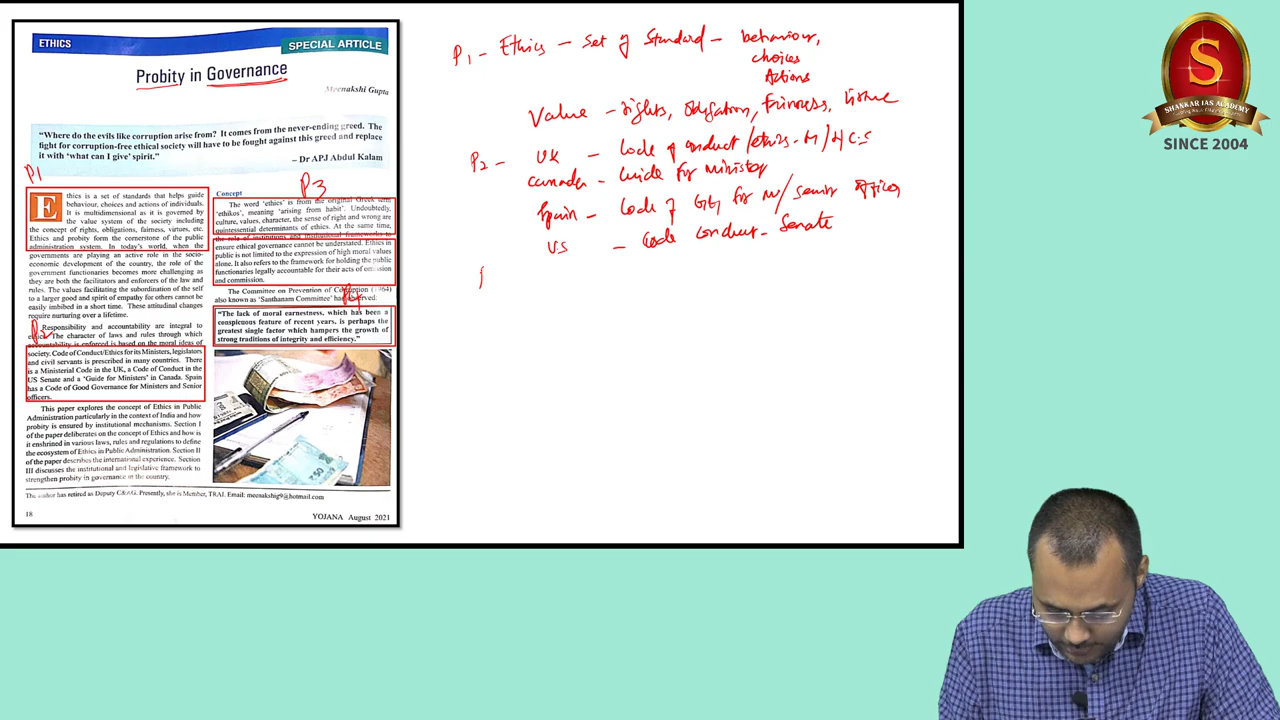 ETHICS
SPECIAL ARTICLE
Probity in Governance
Meenakshi Gupta
"Where do the evils like corruption arise from? It comes from the never-ending greed. The
fight for corruption-free ethical society will have to be fought against this greed and replace
it with 'what can I give' spirit."
– Dr APJ Abdul Kalam
P1
Ethics is a set of standards that helps guide
behaviour, choices and actions of individuals.
It is multidimensional as it is governed by
the value system of the society including
the concept of rights, obligations, fairness, virtues, etc.
Ethics and probity form the cornerstone of the public
administration system. In today's world, when the
governments are playing an active role in the socio-
economic development of the country, the role of the
government functionaries becomes more challenging as
they are both the facilitators and enforcers of the law and
rules. The values facilitating the subordination of the self
to a larger good and spirit of empathy for others cannot be
easily imbibed in a short time. These attitudinal changes
require nurturing over a lifetime.
P2
Responsibility and accountability are integral to
The character of laws and rules through which
accountability is enforced is based on the moral ideas of
society. Code of Conduct/Ethics for its Ministers, legislators
and civil servants is prescribed in many countries. There
is a Ministerial Code in the UK, a Code of Conduct in the
US Senate and a 'Guide for Ministers' in Canada. Spain
has a Code of Good Governance for Ministers and Senior
officers.
This paper explores the concept of Ethics in Public
Administration particularly in the context of India and how
probity is ensured by institutional mechanisms. Section I
of the paper deliberates on the concept of Ethics and how is
it enshrined in various laws, rules and regulations to define
the ecosystem of Ethics in Public Administration. Section II
of the paper describes the international experience. Section
III discusses the institutional and legislative framework to
strengthen probity in governance in the country.
Concept
P3
The word 'ethics' is from the original Greek term
'ethikos', meaning 'arising from habit'. Undoubtedly,
culture, values, character, the sense of right and wrong are
quintessential determinants of ethics. At the same time,
the role of institutions and institutional frameworks to
ensure ethical governance cannot be understated. Ethics in
public is not limited to the expression of high moral values
alone. It also refers to the framework for holding the public
functionaries legally accountable for their acts of omission
and commission.
The Committee on Prevention of Corruption (1964)
also known as 'Santhanam Committee' has observed:
P4
"The lack of moral earnestness, which has been a
conspicuous feature of recent years, is perhaps the
greatest single factor which hampers the growth of
strong traditions of integrity and efficiency."
The author has retired as Deputy C&AG. Presently, she is Member, TRAI. Email: meenakshig9@hotmail.com
18
YOJANA August 2021
P1 – Ethics – Set of Standard – behaviour,
choices
Actions
Value – rights, obligation, fairness, virtue
P2 – UK – Code of conduct/ethics - M/L/C.S
Canada – Guide for minister
Spain – Code of GG for M/ senior officer
US – Code conduct - Senate
S
SHANKAR IAS ACADEMY
SINCE 2004